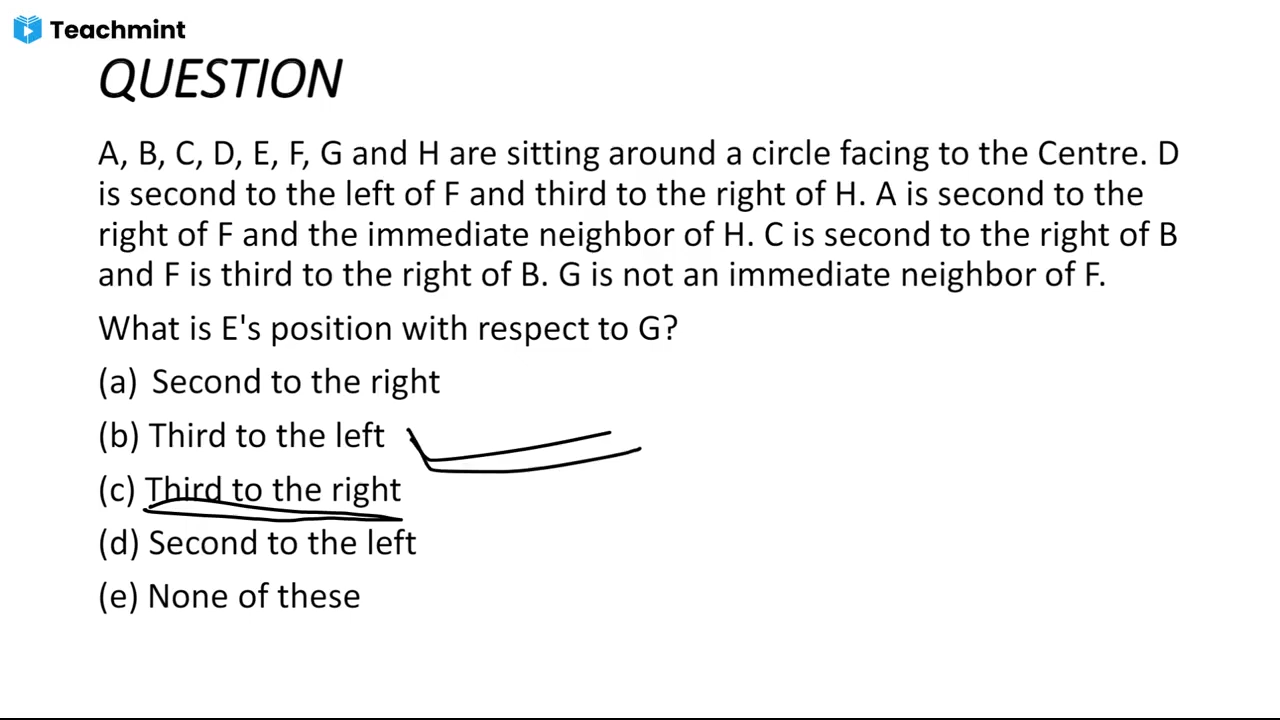 Teachmint
QUESTION
A, B, C, D, E, F, G and H are sitting around a circle facing to the Centre. D
is second to the left of F and third to the right of H. A is second to the
right of F and the immediate neighbor of H. C is second to the right of B
and F is third to the right of B. G is not an immediate neighbor of F.
What is E's position with respect to G?
(a) Second to the right
(b) Third to the left
(c) Third to the right
(d) Second to the left
(e) None of these